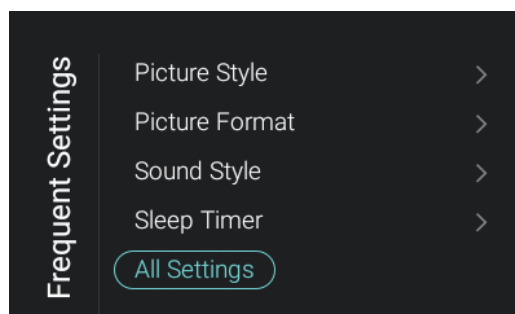 Frequent Settings
Picture Style
Picture Format
Sound Style
Sleep Timer
All Settings